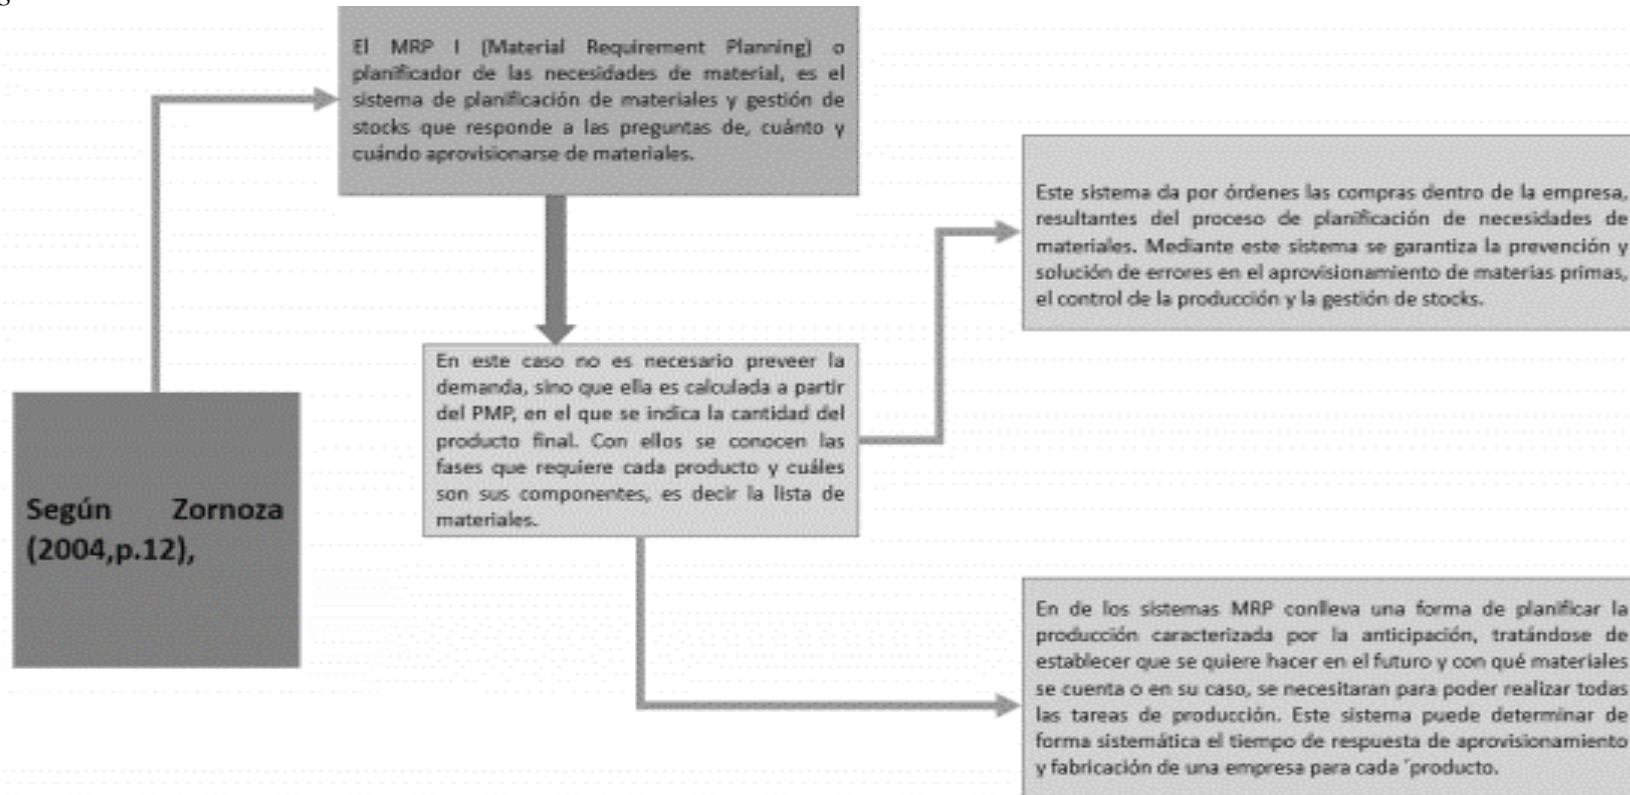 Según Zornoza
(2004,p.12),
El MRP I (Material Requirement Planning) o
planificador de las necesidades de material, es el
sistema de planificación de materiales y gestión de
stocks que responde a las preguntas de, cuánto y
cuándo aprovisionarse de materiales.
En este caso no es necesario preveer la
demanda, sino que ella es calculada a partir
del PMP, en el que se indica la cantidad del
producto final. Con ellos se conocen las
fases que requiere cada producto y cuáles
son sus componentes, es decir la lista de
materiales.
Este sistema da por órdenes las compras dentro de la empresa,
resultantes del proceso de planificación de necesidades de
materiales. Mediante este sistema se garantiza la prevención y
solución de errores en el aprovisionamiento de materias primas,
el control de la producción y la gestión de stocks.
En de los sistemas MRP conlleva una forma de planificar la
producción caracterizada por la anticipación, tratándose de
establecer que se quiere hacer en el futuro y con qué materiales
se cuenta o en su caso, se necesitaran para poder realizar todas
las tareas de producción. Este sistema puede determinar de
forma sistemática el tiempo de respuesta de aprovisionamiento
y fabricación de una empresa para cada ´producto.